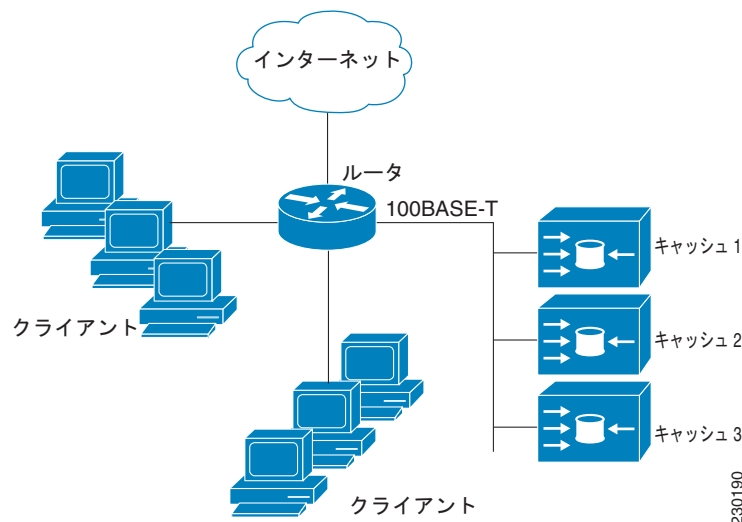 インターネット
ルータ
100BASE-T
キャッシュ 1
クライアント
キャッシュ 2
キャッシュ 3
クライアント
230190